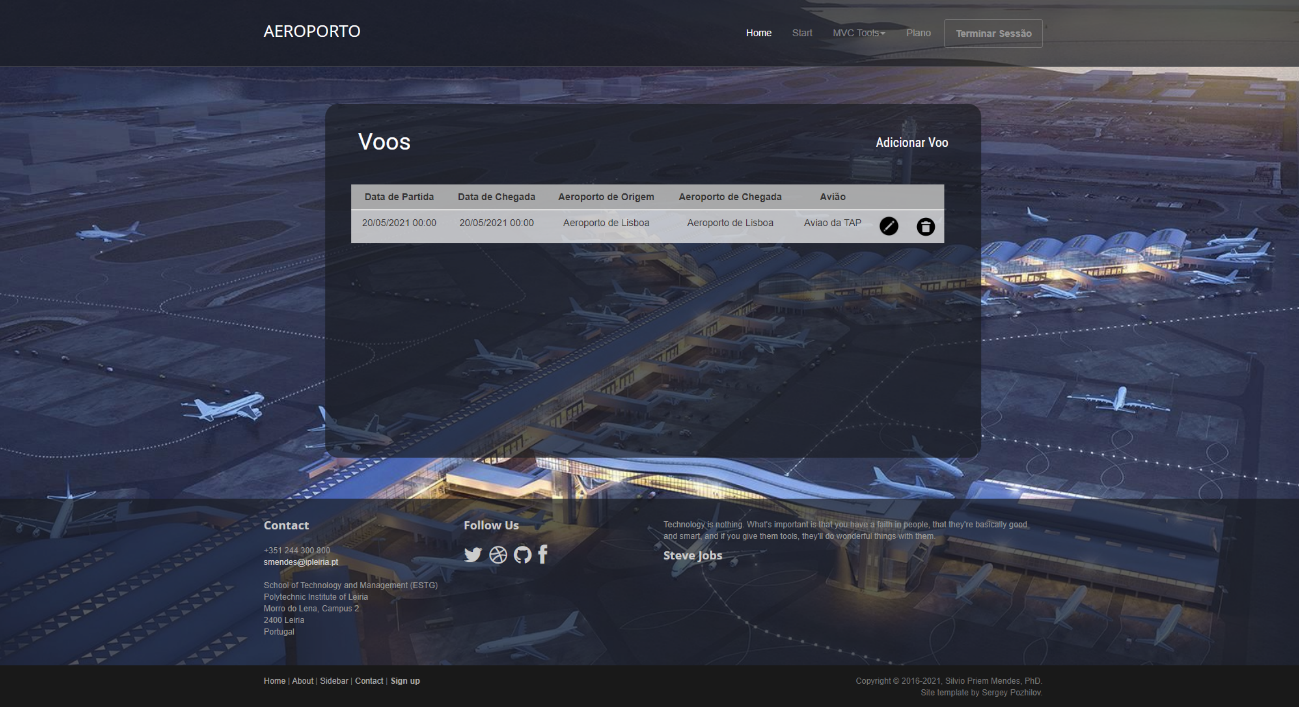 AEROPORTO
Home Start MVC Tools Plano Terminar Sessão
Voos
Adicionar Voo
Data de Partida Data de Chegada Aeroporto de Origem Aeroporto de Chegada Avião
20/05/2021 00:00 20/05/2021 00:00 Aeroporto de Lisboa Aeroporto de Lisboa Aviao da TAP
Contact
+351 244 300 800
smendes@ipleiria.pt
School of Technology and Management (ESTG)
Polytechnic Institute of Leiria
Morro do Lena, Campus 2
2400 Leiria
Portugal
Follow Us
Technology is nothing. What's important is that you have a faith in people, that they're basically good
and smart, and if you give them tools, they'll do wonderful things with them.
Steve Jobs
Home | About | Sidebar | Contact | Sign up
Copyright © 2016-2021, Silvio Priem Mendes, PhD.
Site template by Sergey Pozhilov.